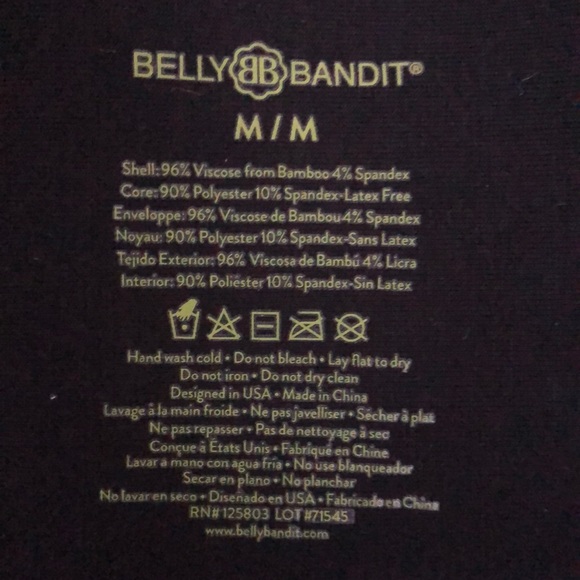 BELLY BB BANDIT®
M / M
Shell: 96% Viscose from Bamboo 4% Spandex
Core: 90% Polyester 10% Spandex-Latex Free
Enveloppe: 96% Viscose de Bambou 4% Spandex
Noyau: 90% Polyester 10% Spandex-Sans Latex
Tejido Exterior: 96% Viscosa de Bambú 4% Licra
Interior: 90% Poliéster 10% Spandex-Sin Latex
Hand wash cold • Do not bleach • Lay flat to dry
Do not iron • Do not dry clean
Designed in USA • Made in China
Lavage à la main froide • Ne pas javelliser • Sécher à plat
Ne pas repasser • Pas de nettoyage à sec
Conçue à États Unis • Fabriqué en Chine
Lavar a mano con agua fria • No use blanqueador
Secar en plano • No planchar
No lavar en seco • Diseñado en USA • Fabricado en China
RN# 125803 LOT #71545
www.bellybandit.com